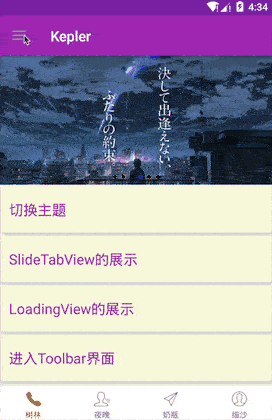 4:34
Kepler
決して出逢えない、
ふたりの約束。
切换主题
SlideTabView的展示
LoadingView的展示
进入Toolbar界面
树林
夜晚
奶瓶